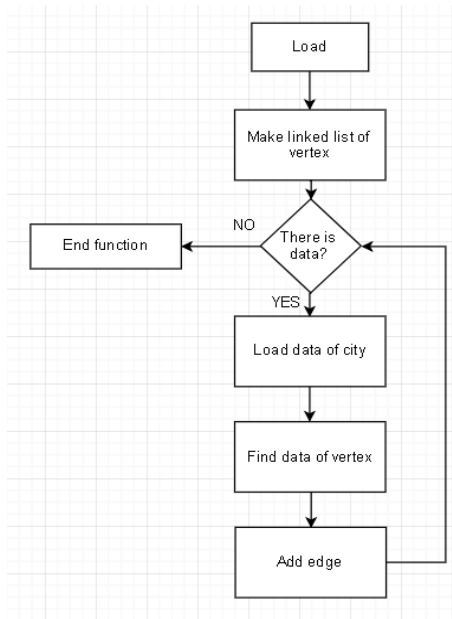 Load
Make linked list of
vertex
There is
data?
NO
End function
YES
Load data of city
Find data of vertex
Add edge